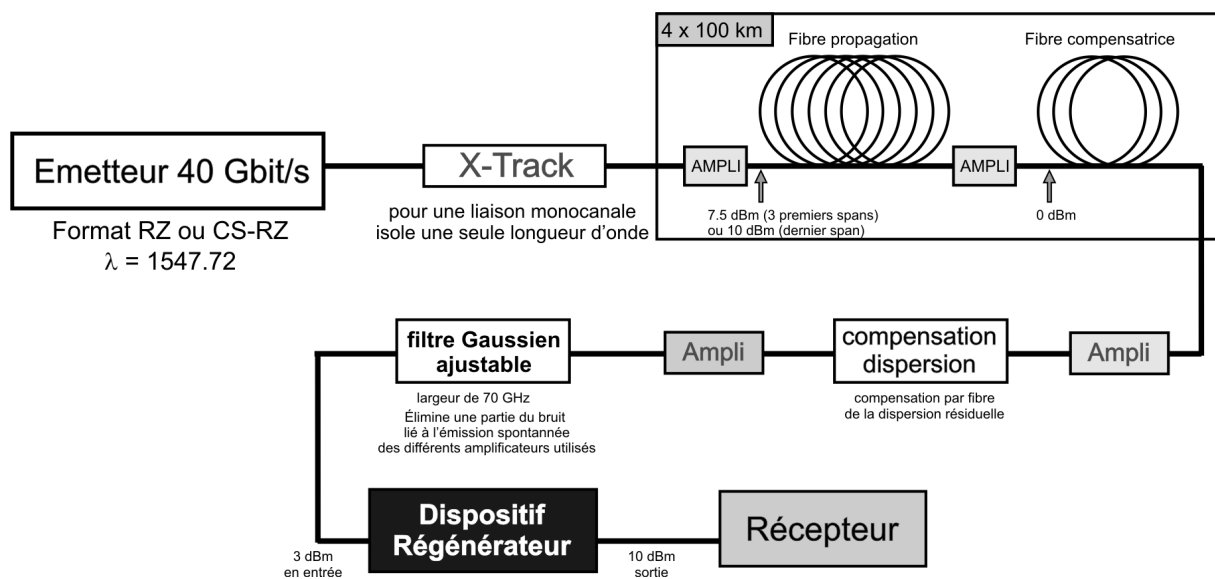 4 x 100 km
Fibre propagation
Fibre compensatrice
Emetteur 40 Gbit/s
X-Track
AMPLI
AMPLI
Format RZ ou CS-RZ
λ = 1547.72
pour une liaison monocanale
isole une seule longueur d'onde
7.5 dBm (3 premiers spans)
ou 10 dBm (dernier span)
0 dBm
filtre Gaussien
ajustable
Ampli
compensation
dispersion
Ampli
largeur de 70 GHz
Élimine une partie du bruit
lié à l'émission spontannée
des différents amplificateurs utilisés
compensation par fibre
de la dispersion résiduelle
Dispositif
Régénérateur
Récepteur
3 dBm
en entrée
10 dBm
sortie